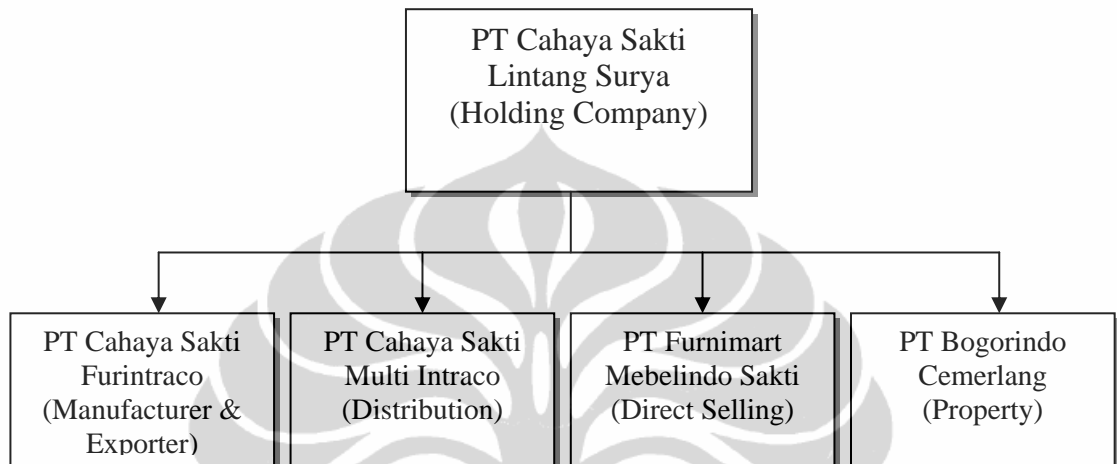 PT Cahaya Sakti
Lintang Surya
(Holding Company)
PT Cahaya Sakti
Furintraco
(Manufacturer &
Exporter)
PT Cahaya Sakti
Multi Intraco
(Distribution)
PT Furnimart
Mebelindo Sakti
(Direct Selling)
PT Bogorindo
Cemerlang
(Property)